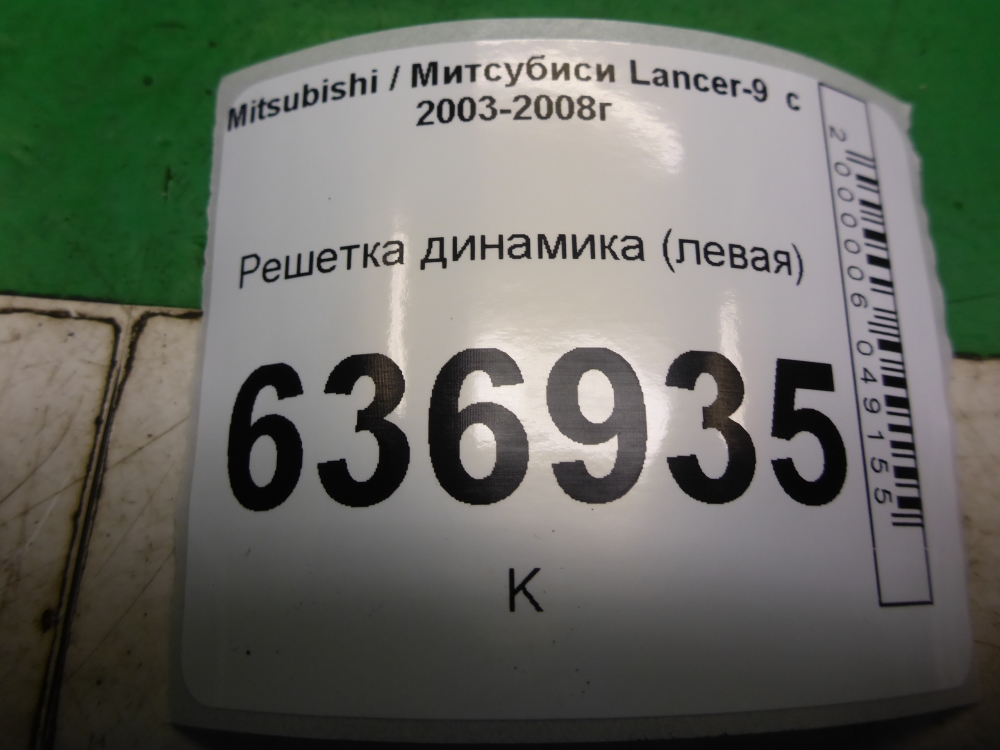 Mitsubishi / Митсубиси Lancer-9 с
2003-2008г
Решетка динамика (левая)
636935
К
2000006049155